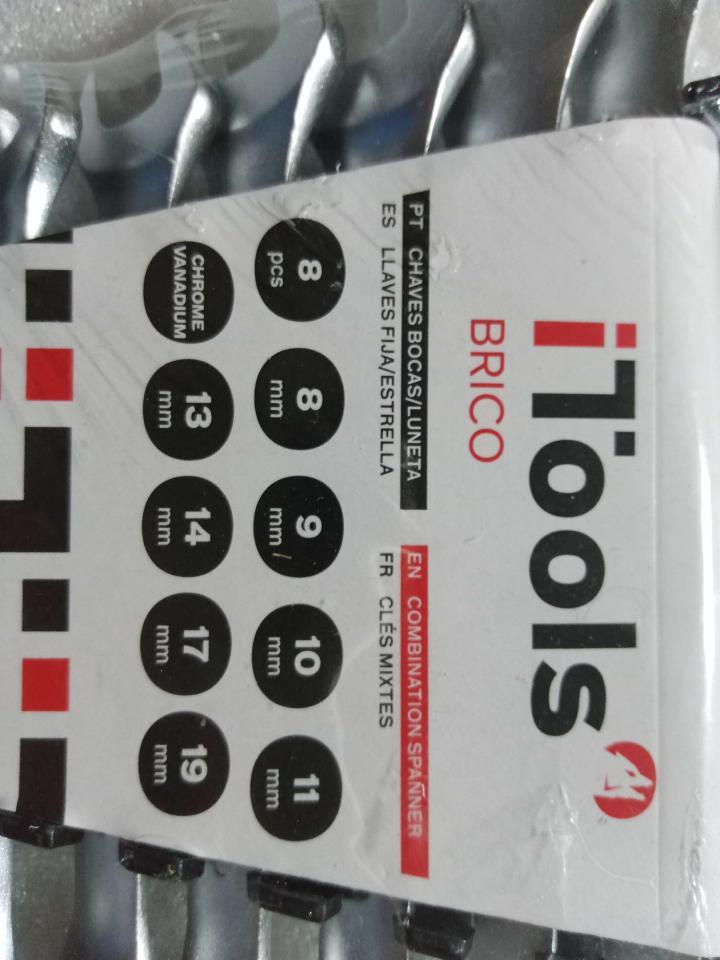 iTools
BRICO
PT CHAVES BOCAS/LUNETA
ES LLAVES FIJA/ESTRELLA
EN COMBINATION SPANNER
FR CLÉS MIXTES
8 pcs
8 mm
9 mm
10 mm
11 mm
CHROME VANADIUM
13 mm
14 mm
17 mm
19 mm